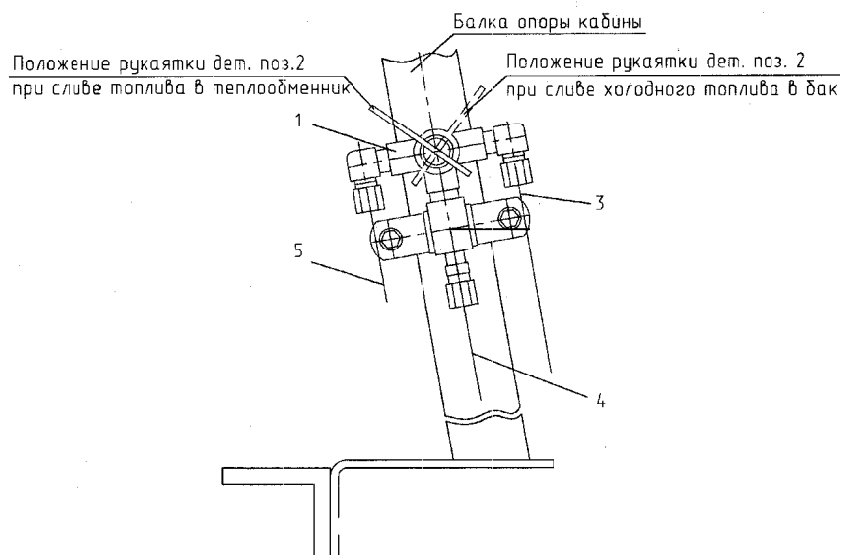 Балка опоры кабины
Положение рукаятки дет. поз.2
при сливе топлива в теплообменник
Положение рукаятки дет. поз. 2
при сливе холодного топлива в бак
1
3
5
4